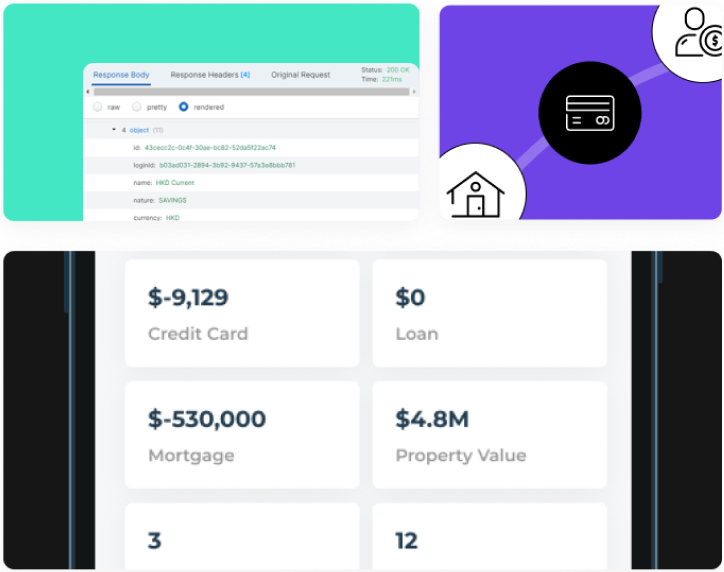 Response Body Response Headers [4] Original Request Status: 200 OK
Time: 221ms
raw pretty rendered
4 object (11)
id: 43cecc2c-0c4f-30ae-bc82-52da5f22ac74
loginId: b03ad031-2894-3b92-9437-57a3e8bbb781
name: HKD Current
nature: SAVINGS
currency: HKD
$
$-9,129 $0
Credit Card Loan
$-530,000 $4.8M
Mortgage Property Value
3 12